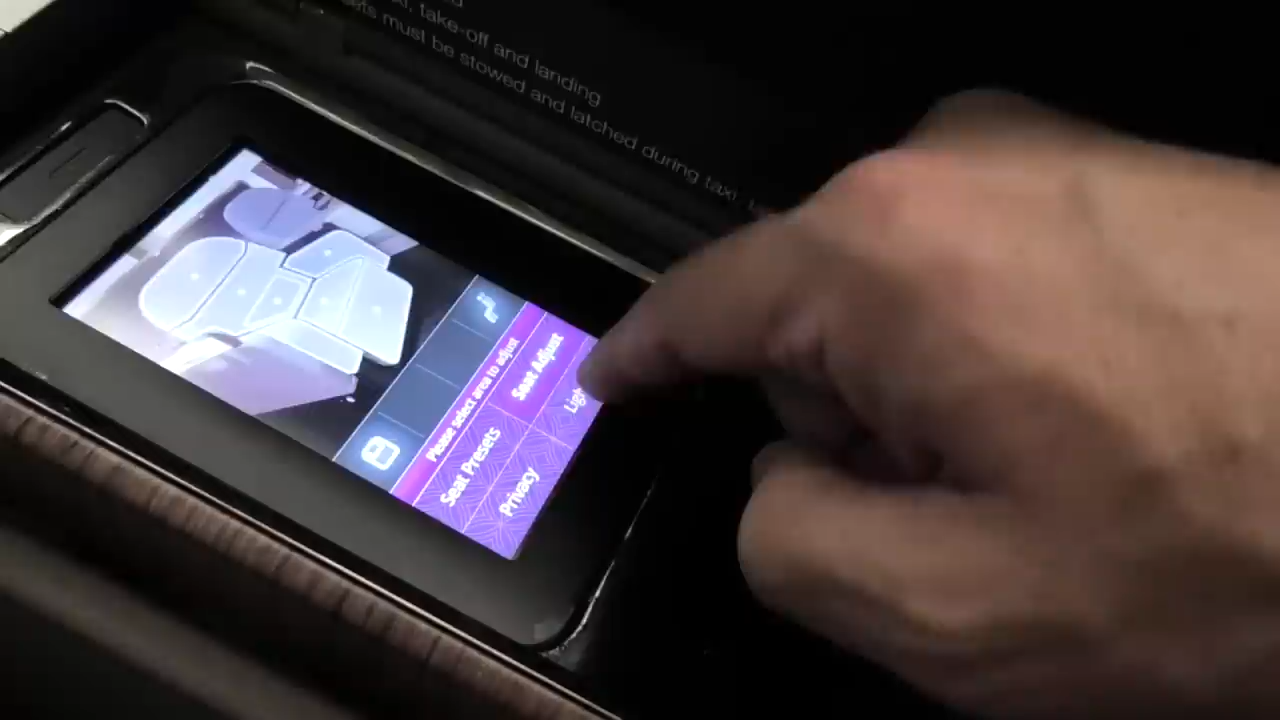 take-off and landing
must be stowed and latched during taxi
Please select area to adjust
Seat Presets
Seat Adjust
Privacy